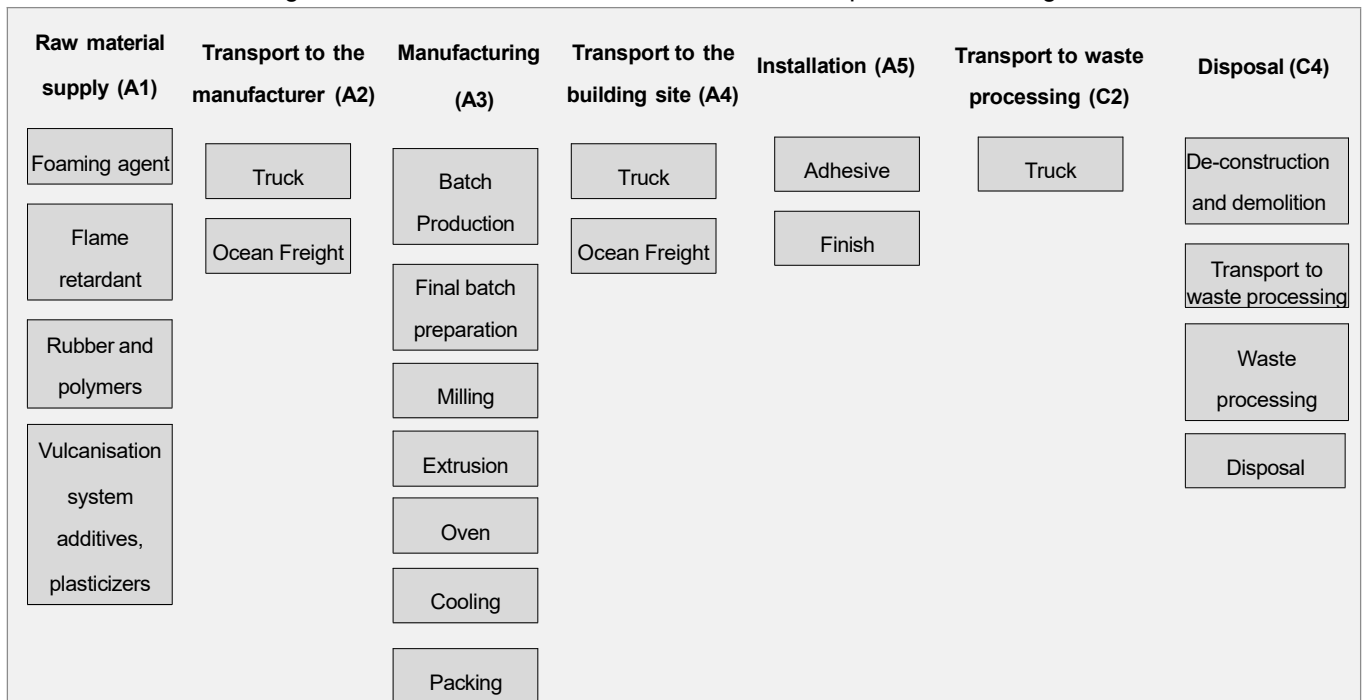 Raw material
supply (A1)
Foaming agent
Flame
retardant
Rubber and
polymers
Vulcanisation
system
additives,
plasticizers
Transport to the
manufacturer (A2)
Truck
Ocean Freight
Manufacturing
(A3)
Batch
Production
Final batch
preparation
Milling
Extrusion
Oven
Cooling
Packing
Transport to the
building site (A4)
Truck
Ocean Freight
Installation (A5)
Adhesive
Finish
Transport to waste
processing (C2)
Truck
Disposal (C4)
De-construction
and demolition
Transport to
waste processing
Waste
processing
Disposal